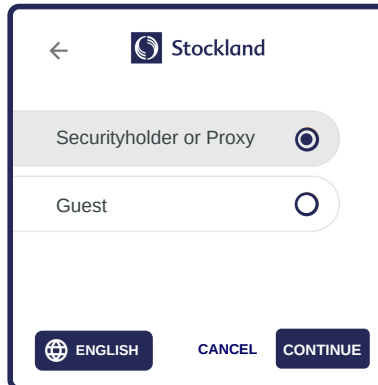 Stockland
Securityholder or Proxy
Guest
ENGLISH CANCEL CONTINUE